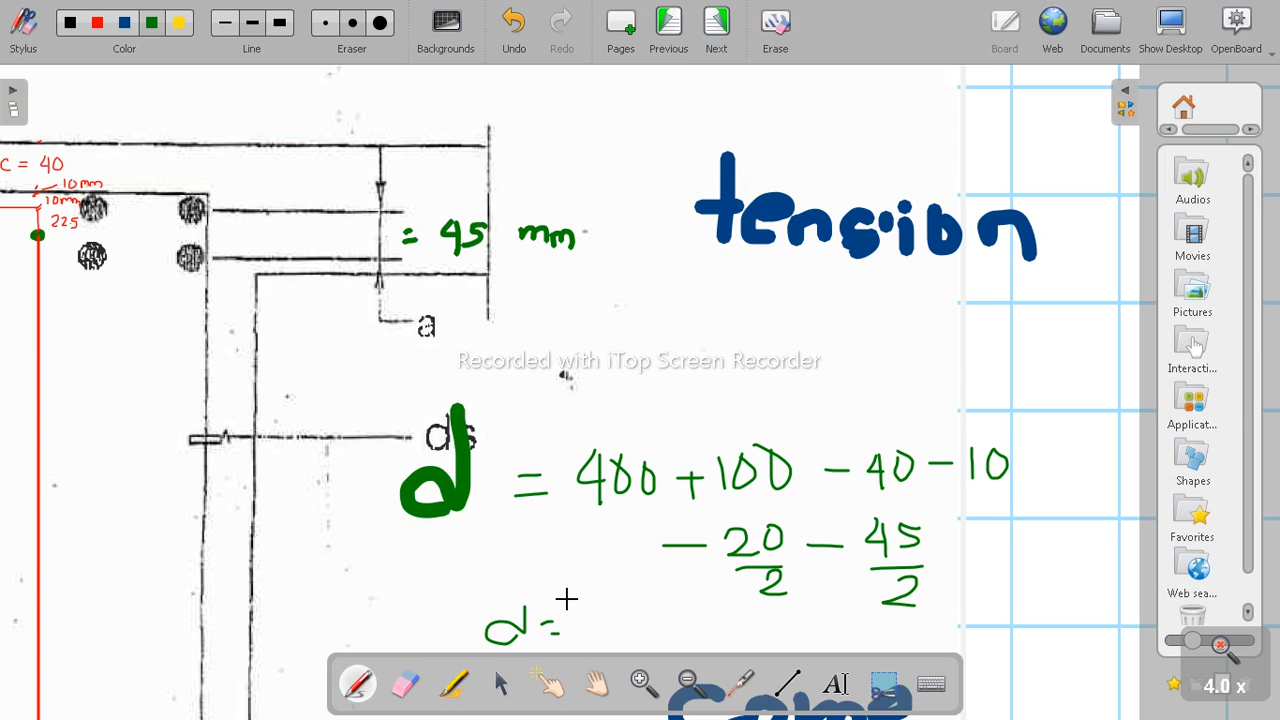 Stylus
Color
Line
Eraser
Backgrounds
Undo
Redo
Pages
Previous
Next
Erase
Board
Web
Documents
Show Desktop
OpenBoard
C = 40
10mm
10mm
225
= 45 mm
tension
a
Recorded with iTop Screen Recorder
ds
d = 400 + 100 - 40 - 10
- 20/2 - 45/2
d =
Audios
Movies
Pictures
Interacti...
Applicat...
Shapes
Favorites
Web sea...
4.0 x